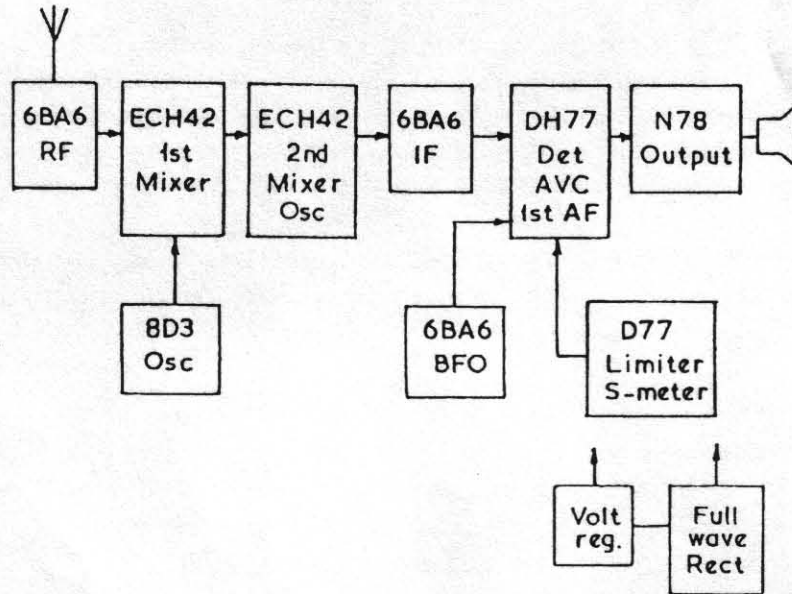 6BA6
RF
ECH42
1st
Mixer
ECH42
2nd
Mixer
Osc
6BA6
IF
DH77
Det
AVC
1st AF
N78
Output
8D3
Osc
6BA6
BFO
D77
Limiter
S-meter
Volt
reg.
Full
wave
Rect